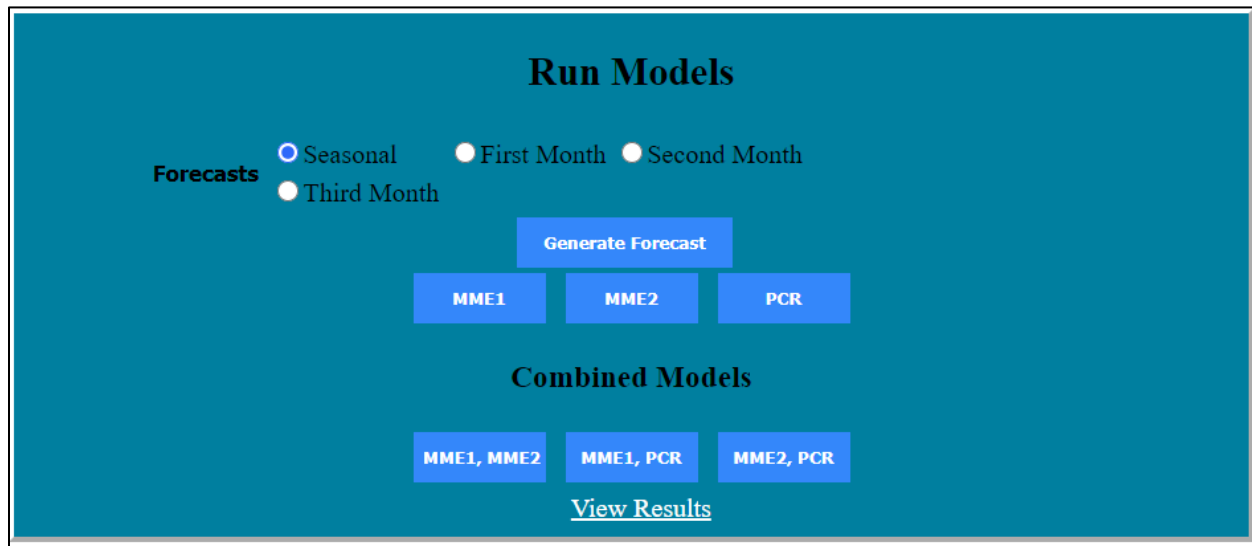 Run Models
Forecasts
Seasonal First Month Second Month
Third Month
Generate Forecast
MME1 MME2 PCR
Combined Models
MME1, MME2 MME1, PCR MME2, PCR
View Results